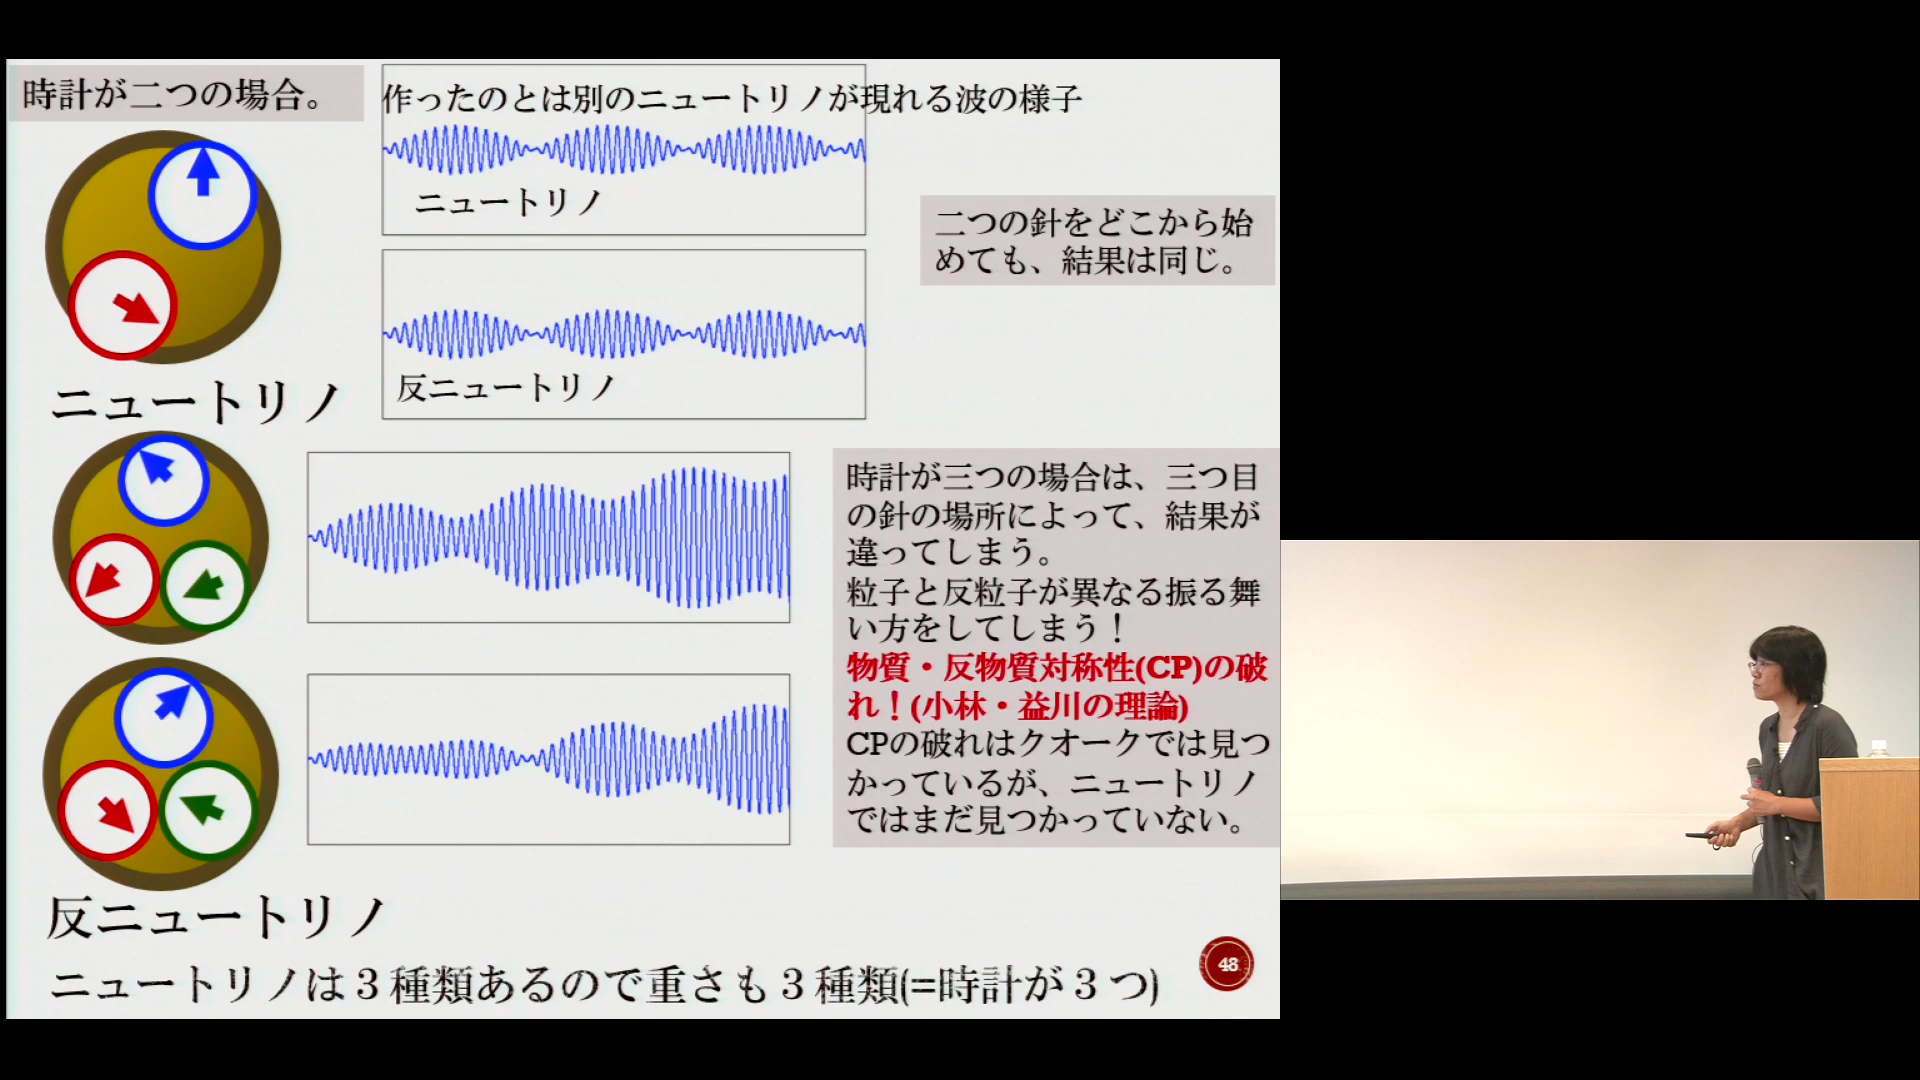 時計が二つの場合。
作ったのとは別のニュートリノが現れる波の様子
ニュートリノ
二つの針をどこから始
めても、結果は同じ。
反ニュートリノ
ニュートリノ
時計が三つの場合は、三つ目
の針の場所によって、結果が
違ってしまう。
粒子と反粒子が異なる振る舞
い方をしてしまう！
物質・反物質対称性(CP)の破
れ！(小林・益川の理論)
CPの破れはクオークでは見つ
かっているが、ニュートリノ
ではまだ見つかっていない。
反ニュートリノ
ニュートリノは３種類あるので重さも３種類(=時計が３つ)
48